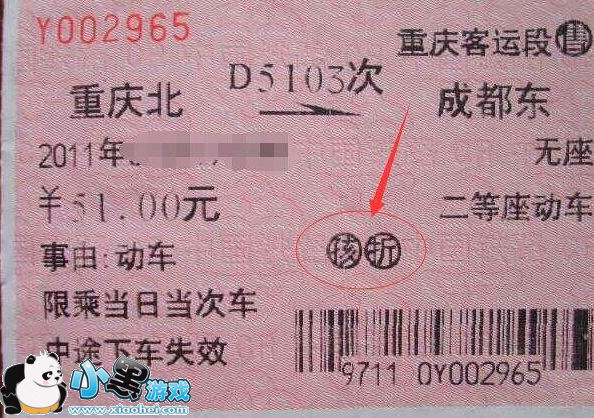 Y002965
重庆客运段 售
重庆北 D5103次 成都东
2011年
无座
¥51.00元
二等座动车
事由:动车
孩 折
限乘当日当次车
中途下车失效
9711 0Y002965
小黑游戏
www.xiaohei.com